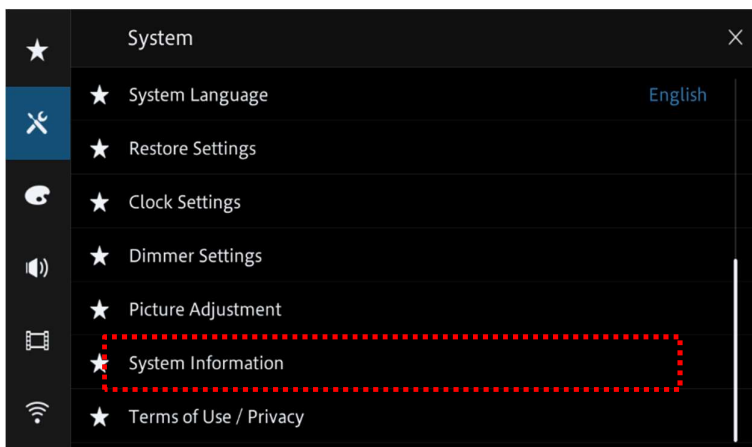 System
System Language English
Restore Settings
Clock Settings
Dimmer Settings
Picture Adjustment
System Information
Terms of Use / Privacy